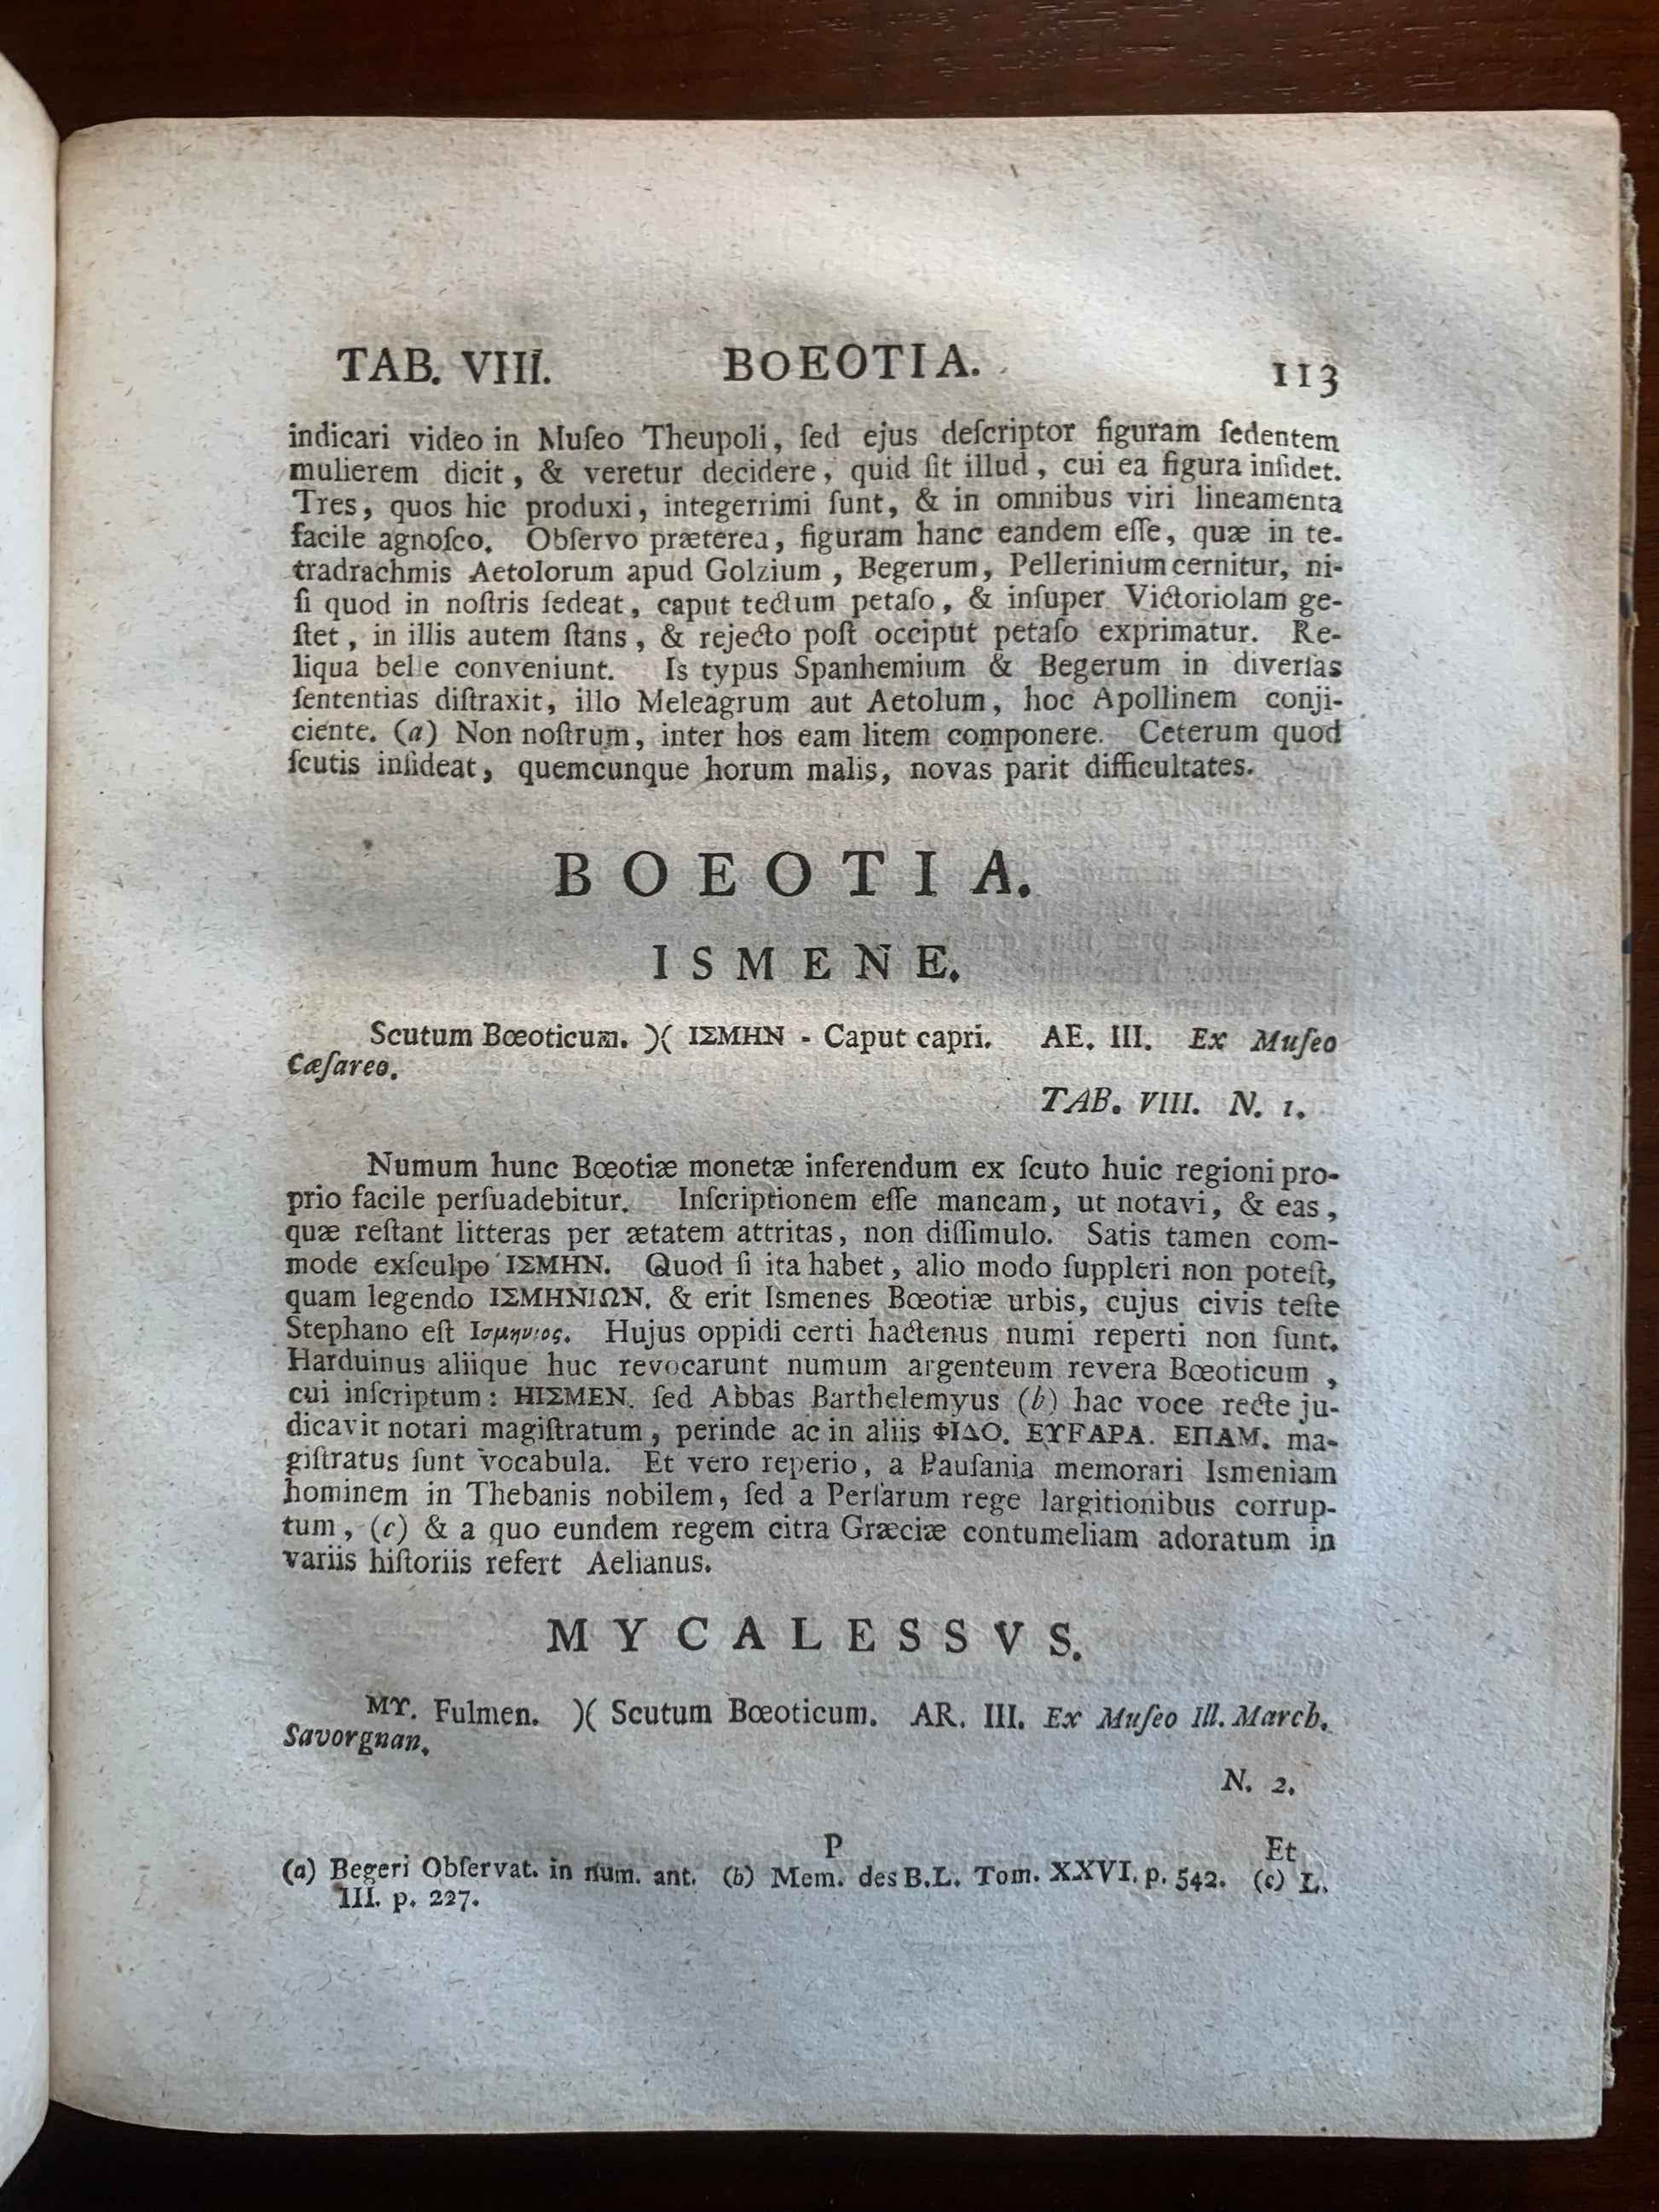 TAB. VIII. BOEOTIA. 113
indicari video in Muſeo Theupoli, ſed ejus deſcriptor figuram ſedentem
mulierem dicit, & veretur decidere, quid ſit illud, cui ea figura inſidet.
Tres, quos hic produxi, integerrimi ſunt, & in omnibus viri lineamenta
facile agnoſco. Obſervo præterea, figuram hanc eandem eſſe, quæ in te-
tradrachmis Aetolorum apud Golzium, Begerum, Pellerinium cernitur, ni-
ſi quod in noſtris ſedeat, caput tectum petaſo, & inſuper Victoriolam ge-
ſtet, in illis autem ſtans, & rejecto poſt occiput petaſo exprimatur. Re-
liqua belle conveniunt. Is typus Spanhemium & Begerum in diverſas
ſententias diſtraxit, illo Meleagrum aut Aetolum, hoc Apollinem conji-
ciente. (a) Non noſtrum, inter hos eam litem componere. Ceterum quod
ſcutis inſideat, quemcunque horum malis, novas parit difficultates.
BOEOTIA.
ISMENE.
Scutum Bœoticum. )( ΙΣΜΗΝ - Caput capri. AE. III. Ex Muſeo
Cæſareo.
TAB. VIII. N. 1.
Numum hunc Bœotiæ monetæ inferendum ex ſcuto huic regioni pro-
prio facile perſuadebitur. Inſcriptionem eſſe mancam, ut notavi, & eas,
quæ reſtant litteras per ætatem attritas, non diſſimulo. Satis tamen com-
mode exſculpo ΙΣΜΗΝ. Quod ſi ita habet, alio modo ſuppleri non poteſt,
quam legendo ΙΣΜΗΝΙΩΝ. & erit Ismenes Bœotiæ urbis, cujus civis teſte
Stephano eſt Ισμηνιος. Hujus oppidi certi hactenus numi reperti non ſunt.
Harduinus aliique huc revocarunt numum argenteum revera Bœoticum,
cui inſcriptum: ΗΙΣΜΕΝ. ſed Abbas Barthelemyus (b) hac voce recte ju-
dicavit notari magiſtratum, perinde ac in aliis ΦΙΔΟ. ΕΥFΑΡΑ. ΕΠΑΜ. ma-
giſtratus ſunt vocabula. Et vero reperio, a Pauſania memorari Ismeniam
hominem in Thebanis nobilem, ſed a Perſarum rege largitionibus corrup-
tum, (c) & a quo eundem regem citra Græciæ contumeliam adoratum in
variis hiſtoriis refert Aelianus.
MYCALESSVS.
ΜΥ. Fulmen. )( Scutum Bœoticum. AR. III. Ex Muſeo Ill. March.
Savorgnan.
N. 2.
P Et
(a) Begeri Obſervat. in num. ant. (b) Mem. des B.L. Tom. XXVI. p. 542. (c) L.
III. p. 227.